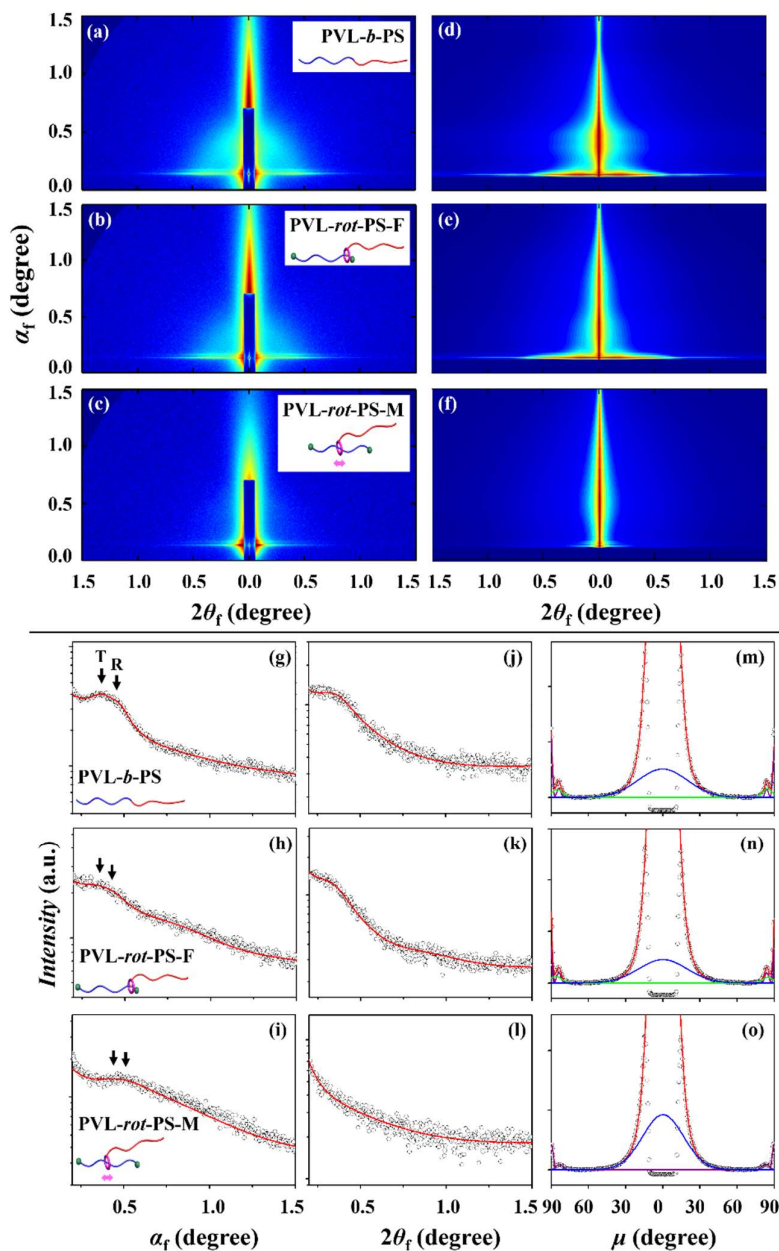 (a) PVL-b-PS (d)
1.5
1.0
0.5
0.0
(b) PVL-rot-PS-F (e)
1.5
1.0
0.5
0.0
(c) PVL-rot-PS-M (f)
1.5
1.0
0.5
0.0
αf (degree)
1.5 1.0 0.5 0.0 0.5 1.0 1.5
1.5 1.0 0.5 0.0 0.5 1.0 1.5
2θf (degree) 2θf (degree)
T R (g) (j) (m)
PVL-b-PS
(h) (k) (n)
PVL-rot-PS-F
(i) (l) (o)
PVL-rot-PS-M
Intensity (a.u.)
0.5 1.0 1.5
0.5 1.0 1.5
90 60 30 0 30 60 90
αf (degree) 2θf (degree) μ (degree)